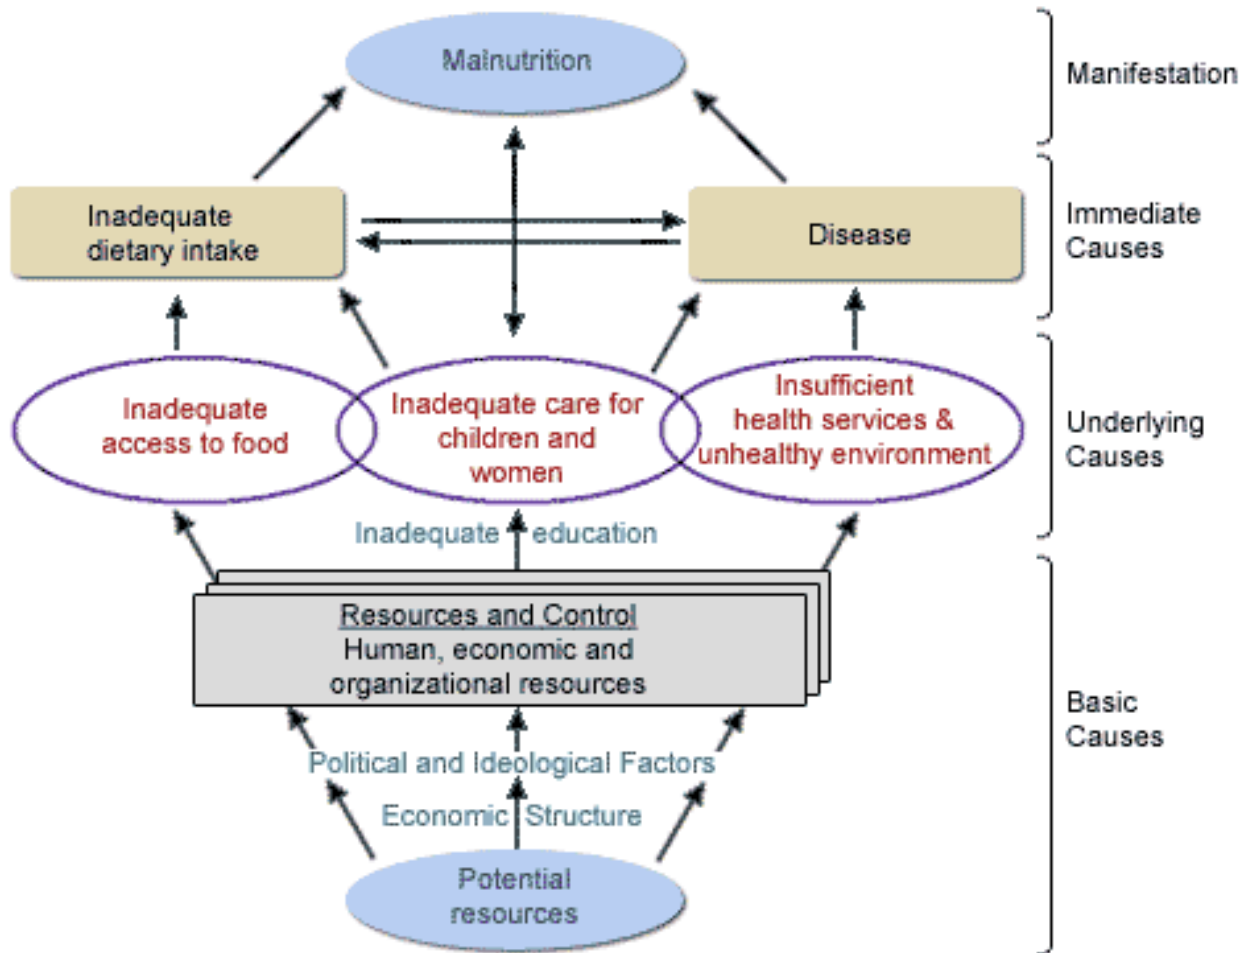 Malnutrition
Manifestation
Inadequate
dietary intake
Disease
Immediate
Causes
Inadequate
access to food
Inadequate care for
children and
women
Insufficient
health services &
unhealthy environment
Underlying
Causes
Inadequate education
Resources and Control
Human, economic and
organizational resources
Political and Ideological Factors
Economic Structure
Basic
Causes
Potential
resources